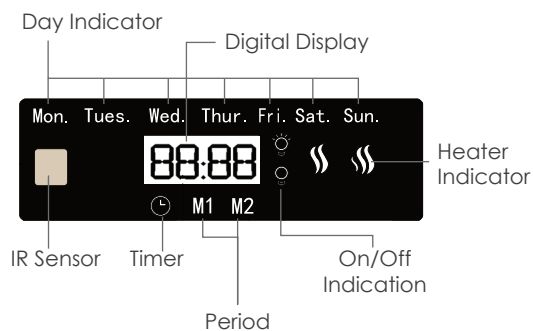 Day Indicator
Digital Display
Mon. Tues. Wed. Thur. Fri. Sat. Sun.
88:88
Heater
Indicator
M1 M2
IR Sensor
Timer
On/Off
Indication
Period